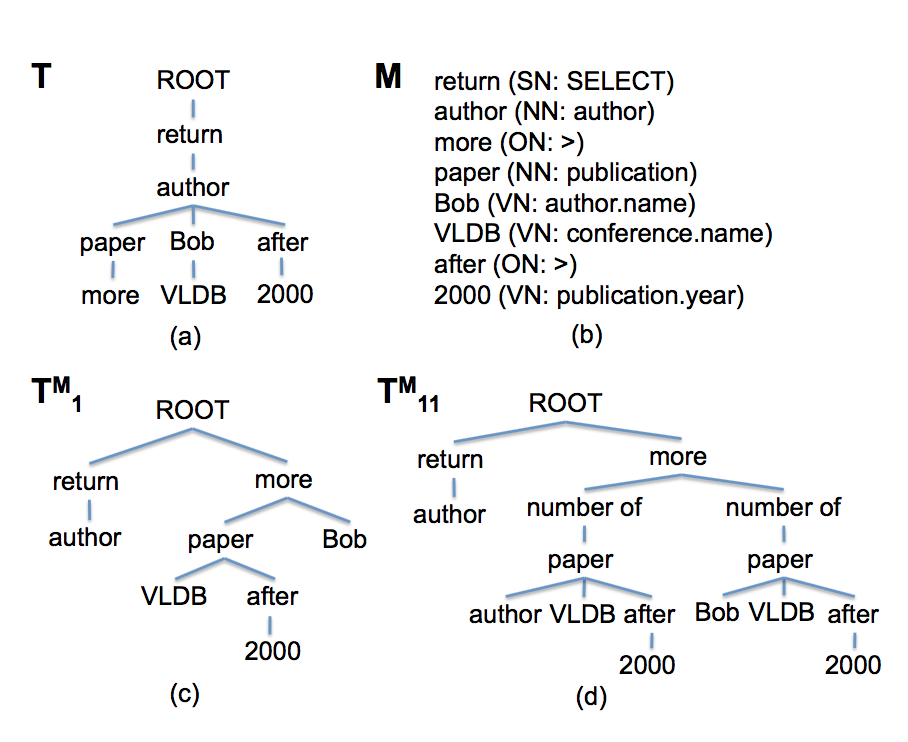 T
ROOT
return
author
paper Bob after
more VLDB 2000
(a)
M
return (SN: SELECT)
author (NN: author)
more (ON: >)
paper (NN: publication)
Bob (VN: author.name)
VLDB (VN: conference.name)
after (ON: >)
2000 (VN: publication.year)
(b)
TM1
ROOT
return more
author paper Bob
VLDB after
2000
(c)
TM11
ROOT
return more
author number of number of
paper paper
author VLDB after Bob VLDB after
2000 2000
(d)